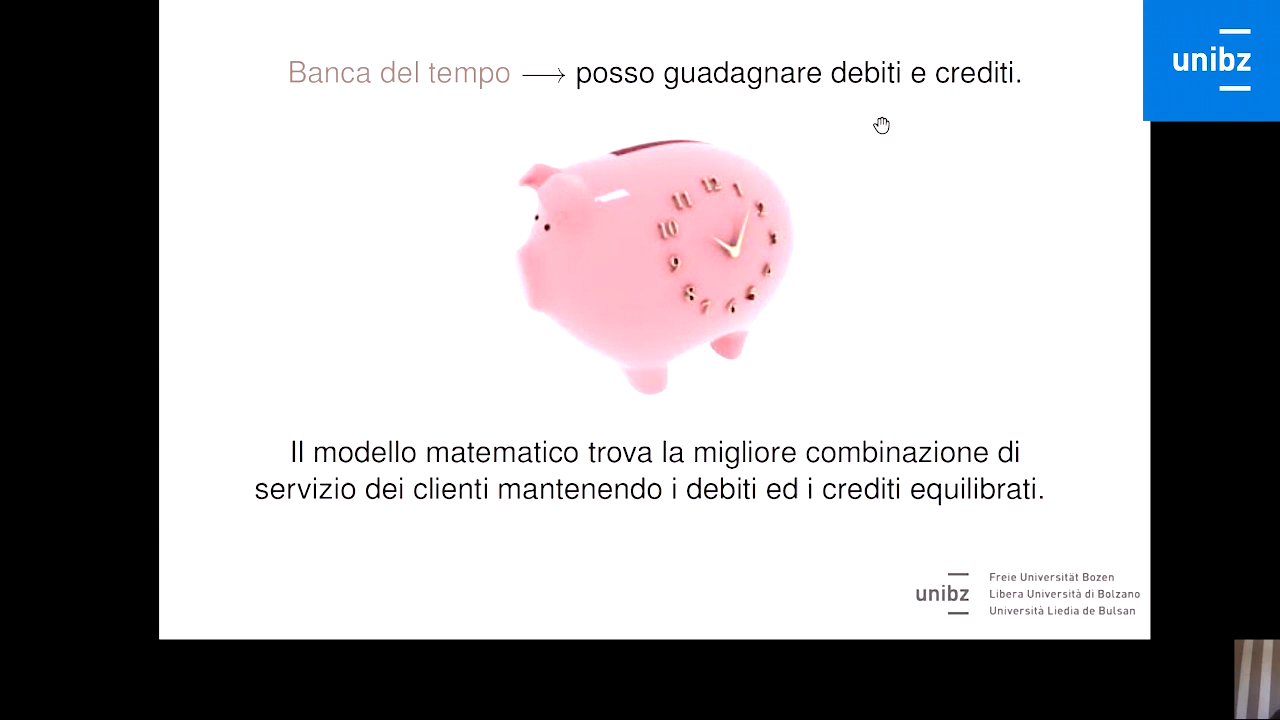 unibz
Banca del tempo ⟶ posso guadagnare debiti e crediti.
12
1
2
3
4
5
6
7
8
9
10
11
Il modello matematico trova la migliore combinazione di
servizio dei clienti mantenendo i debiti ed i crediti equilibrati.
unibz
Freie Universität Bozen
Libera Università di Bolzano
Università Liedia de Bulsan